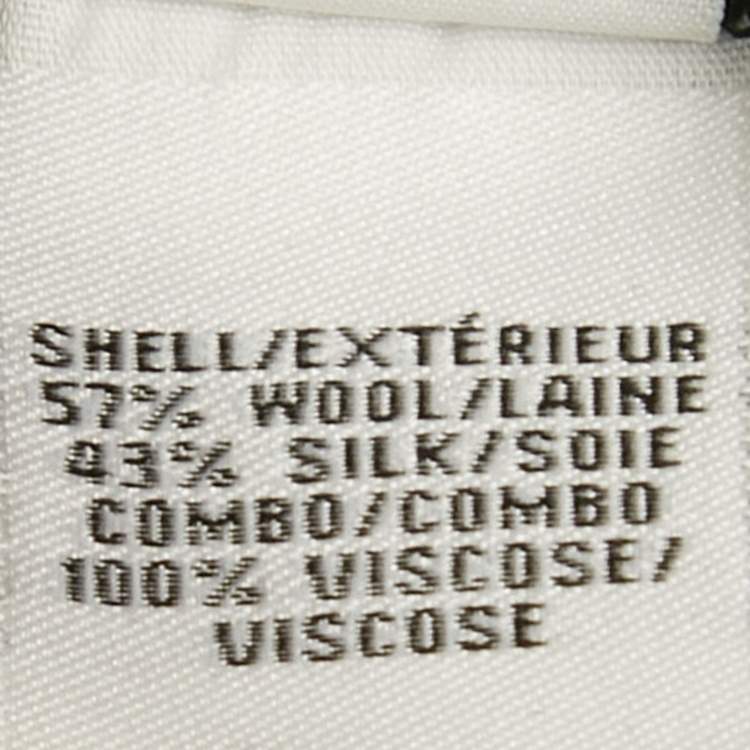 SHELL/EXTÉRIEUR
57% WOOL/LAINE
43% SILK/SOIE
COMBO/COMBO
100% VISCOSE/
VISCOSE